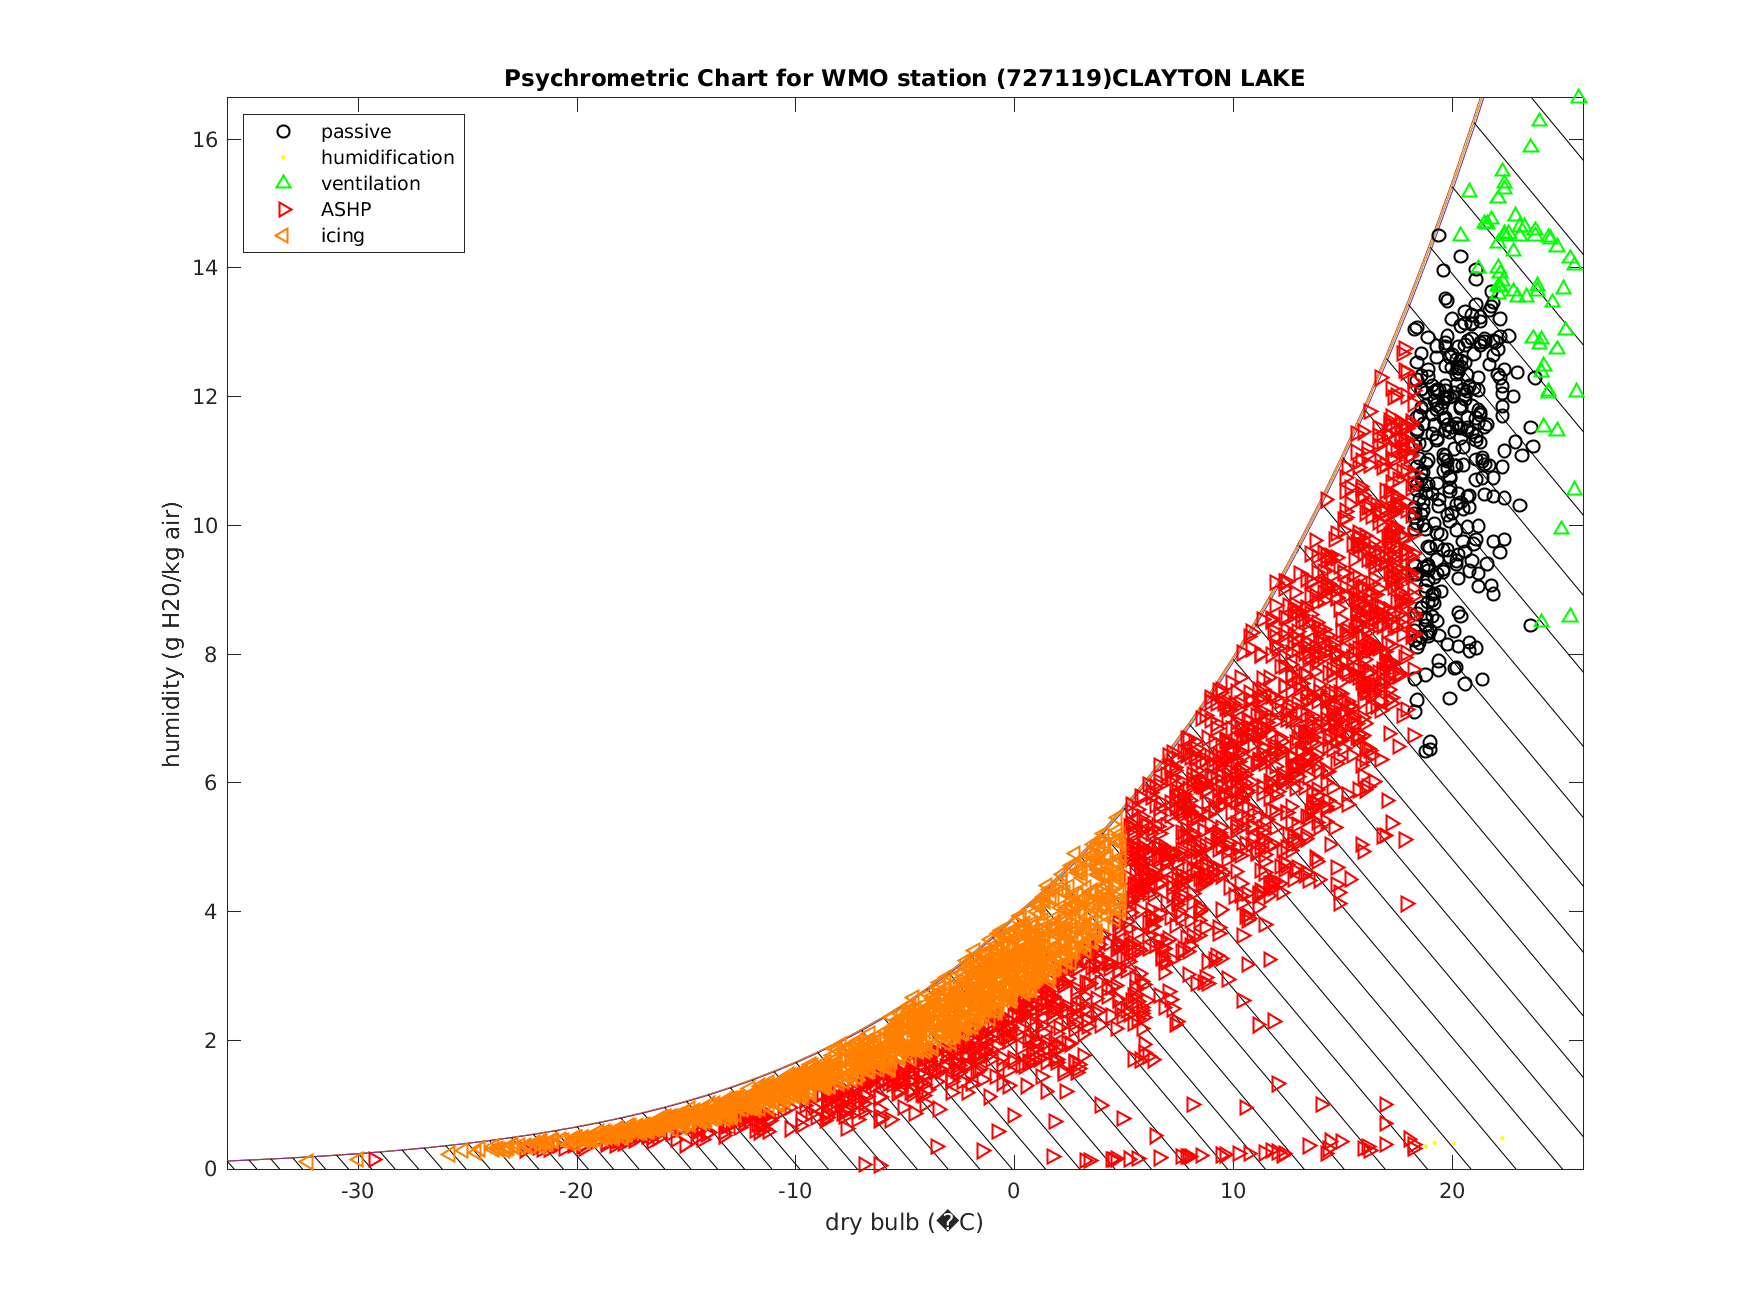 Psychrometric Chart for WMO station (727119)CLAYTON LAKE
passive
humidification
ventilation
ASHP
icing
16
14
12
10
8
6
4
2
0
humidity (g H20/kg air)
-30 -20 -10 0 10 20
dry bulb (�C)